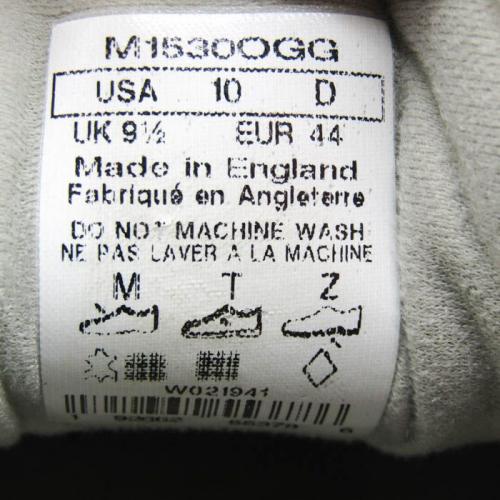 M1530OGG
USA 10 D
UK 9½ EUR 44
Made in England
Fabriqué en Angleterre
DO NOT MACHINE WASH
NE PAS LAVER A LA MACHINE
M T Z
W021941